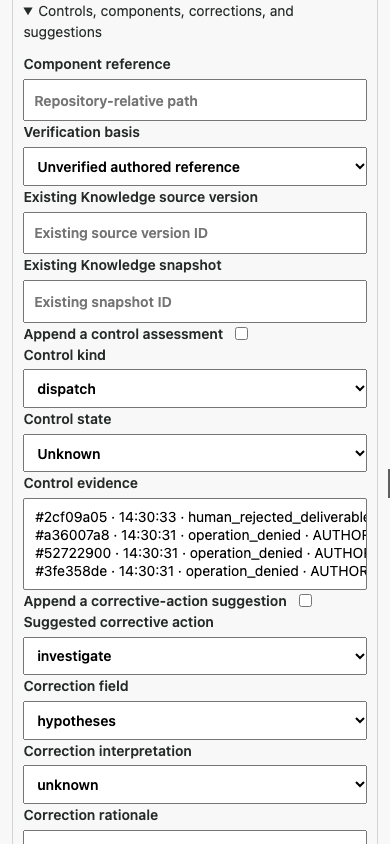 ▼ Controls, components, corrections, and
suggestions
Component reference
Repository-relative path
Verification basis
Unverified authored reference
Existing Knowledge source version
Existing source version ID
Existing Knowledge snapshot
Existing snapshot ID
Append a control assessment
Control kind
dispatch
Control state
Unknown
Control evidence
#2cf09a05 · 14:30:33 · human_rejected_deliverable
#a36007a8 · 14:30:31 · operation_denied · AUTHOR
#52722900 · 14:30:31 · operation_denied · AUTHOR
#3fe358de · 14:30:31 · operation_denied · AUTHOR
Append a corrective-action suggestion
Suggested corrective action
investigate
Correction field
hypotheses
Correction interpretation
unknown
Correction rationale